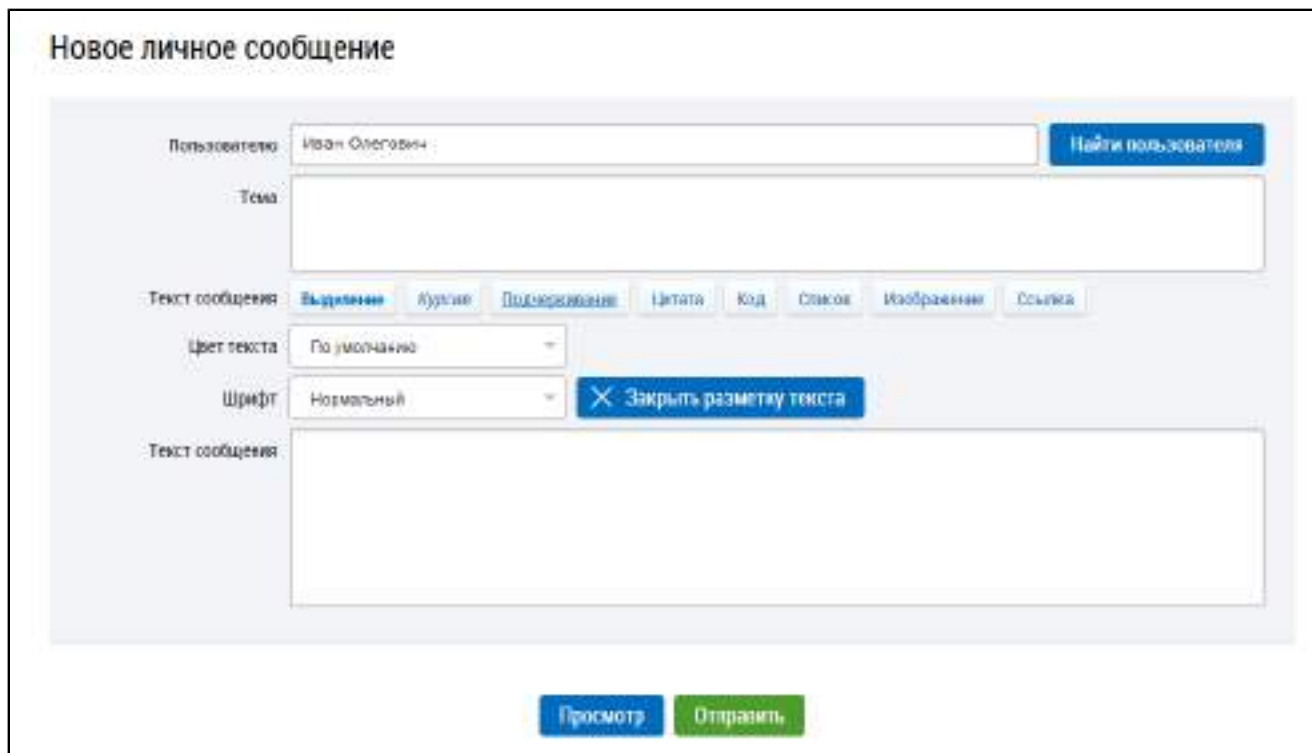 Новое личное сообщение
Пользователю Иван Олегович Найти пользователя
Тема
Текст сообщения Выделение Курсив Подчеркивание Цитата Код Список Изображение Ссылка
Цвет текста По умолчанию
Шрифт Нормальный Закрыть разметку текста
Текст сообщения
Просмотр Отправить